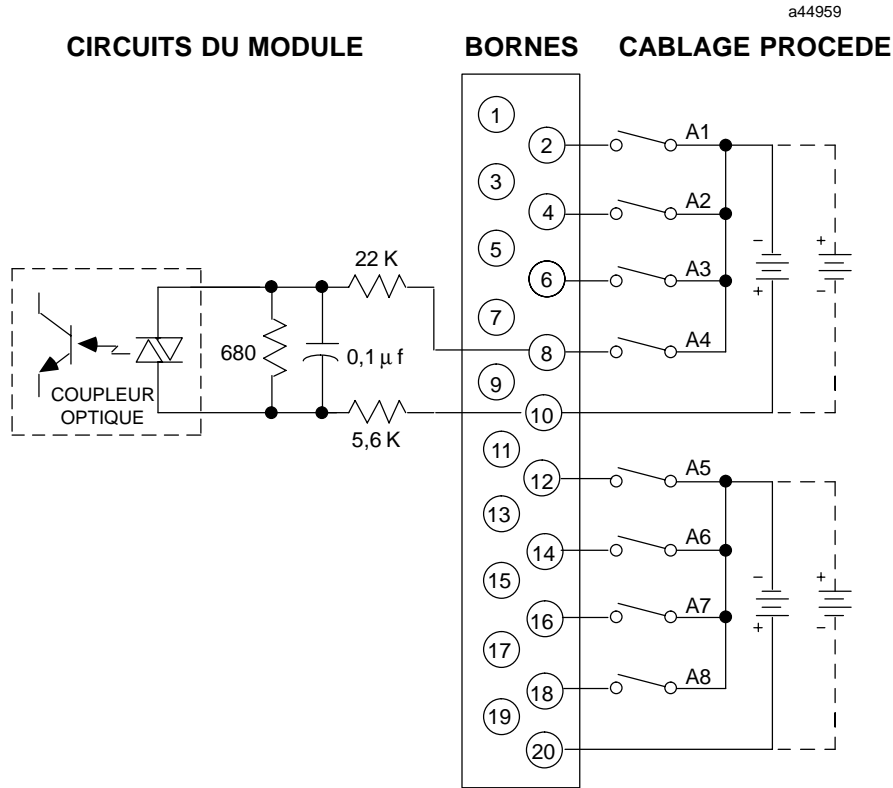 a44959
CIRCUITS DU MODULE
BORNES
CABLAGE PROCEDE
1
2
A1
3
4
A2
5
6
A3
7
8
A4
9
10
22 K
680
0,1 µ f
5,6 K
COUPLEUR
OPTIQUE
- +
+ -
11
12
A5
13
14
A6
15
16
A7
17
18
A8
19
20
- +
+ -